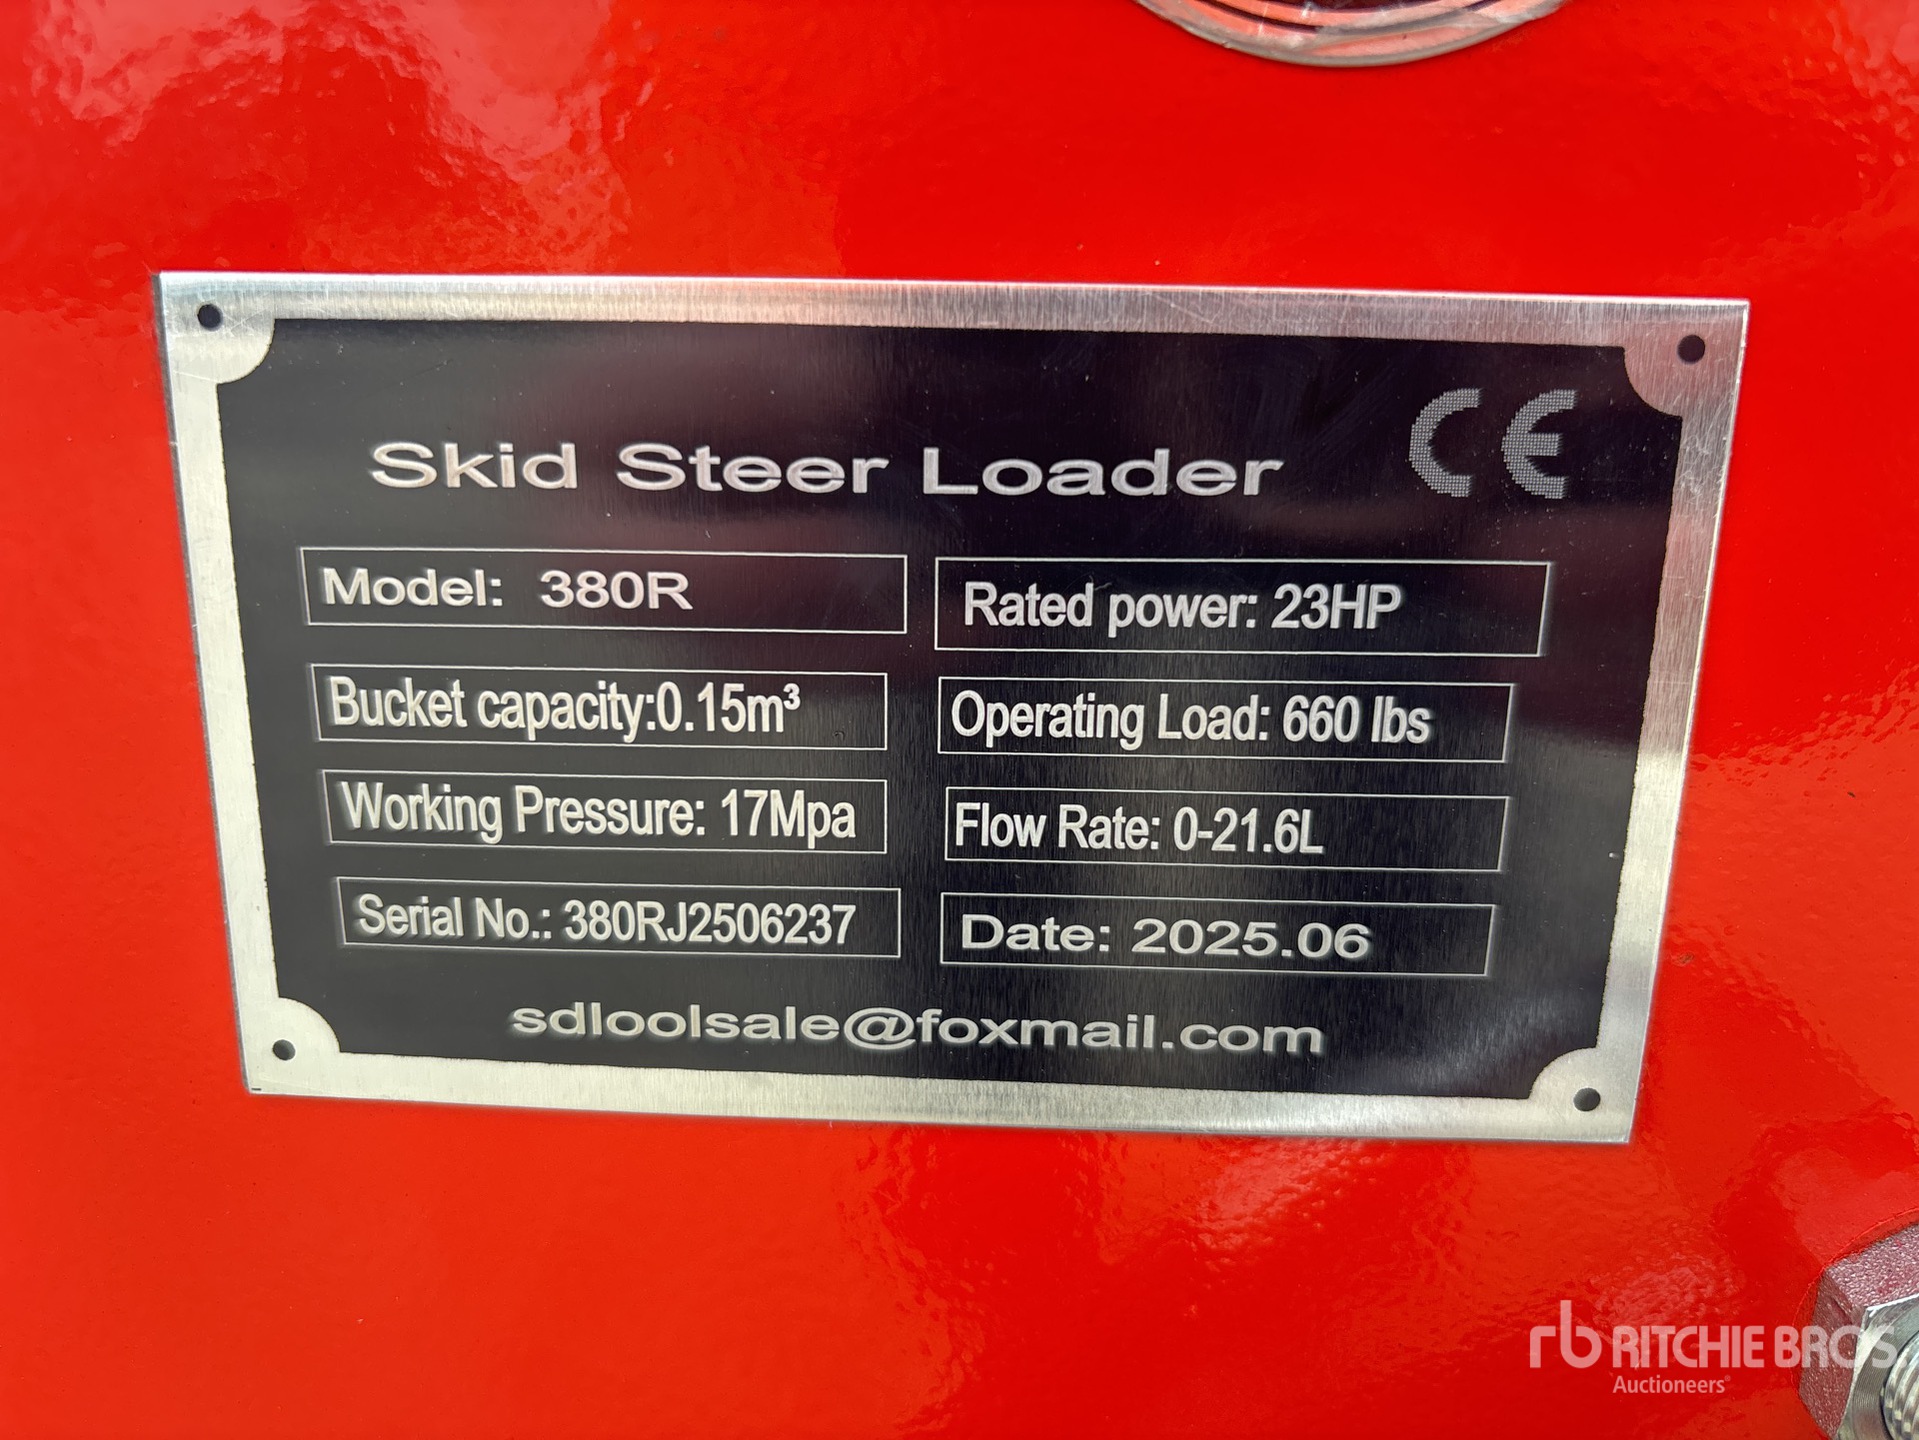 Skid Steer Loader
CE
Model: 380R
Rated power: 23HP
Bucket capacity:0.15m³
Operating Load: 660 lbs
Working Pressure: 17Mpa
Flow Rate: 0-21.6L
Serial No.: 380RJ2506237
Date: 2025.06
sdloolsale@foxmail.com
rb RITCHIE BROS
Auctioneers®